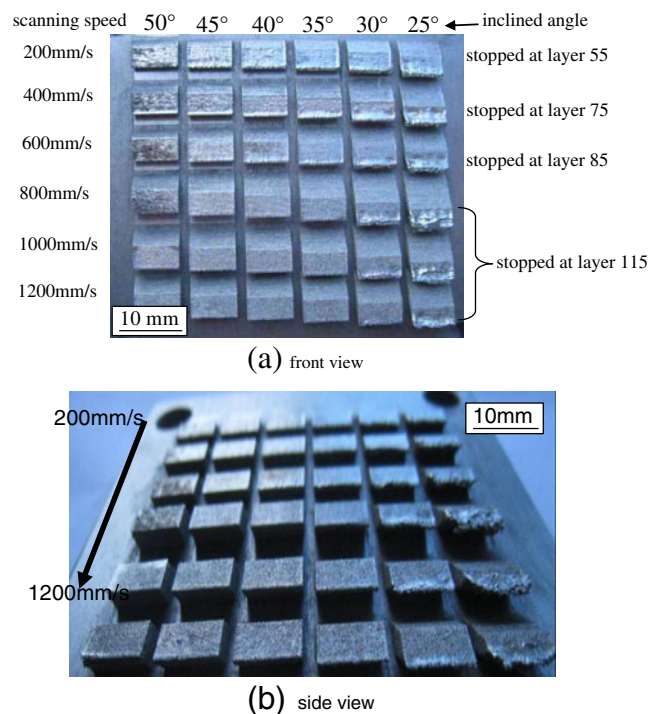 scanning speed 50° 45° 40° 35° 30° 25° inclined angle
200mm/s stopped at layer 55
400mm/s stopped at layer 75
600mm/s stopped at layer 85
800mm/s
1000mm/s stopped at layer 115
1200mm/s
10 mm
(a) front view
200mm/s 10mm
1200mm/s
(b) side view